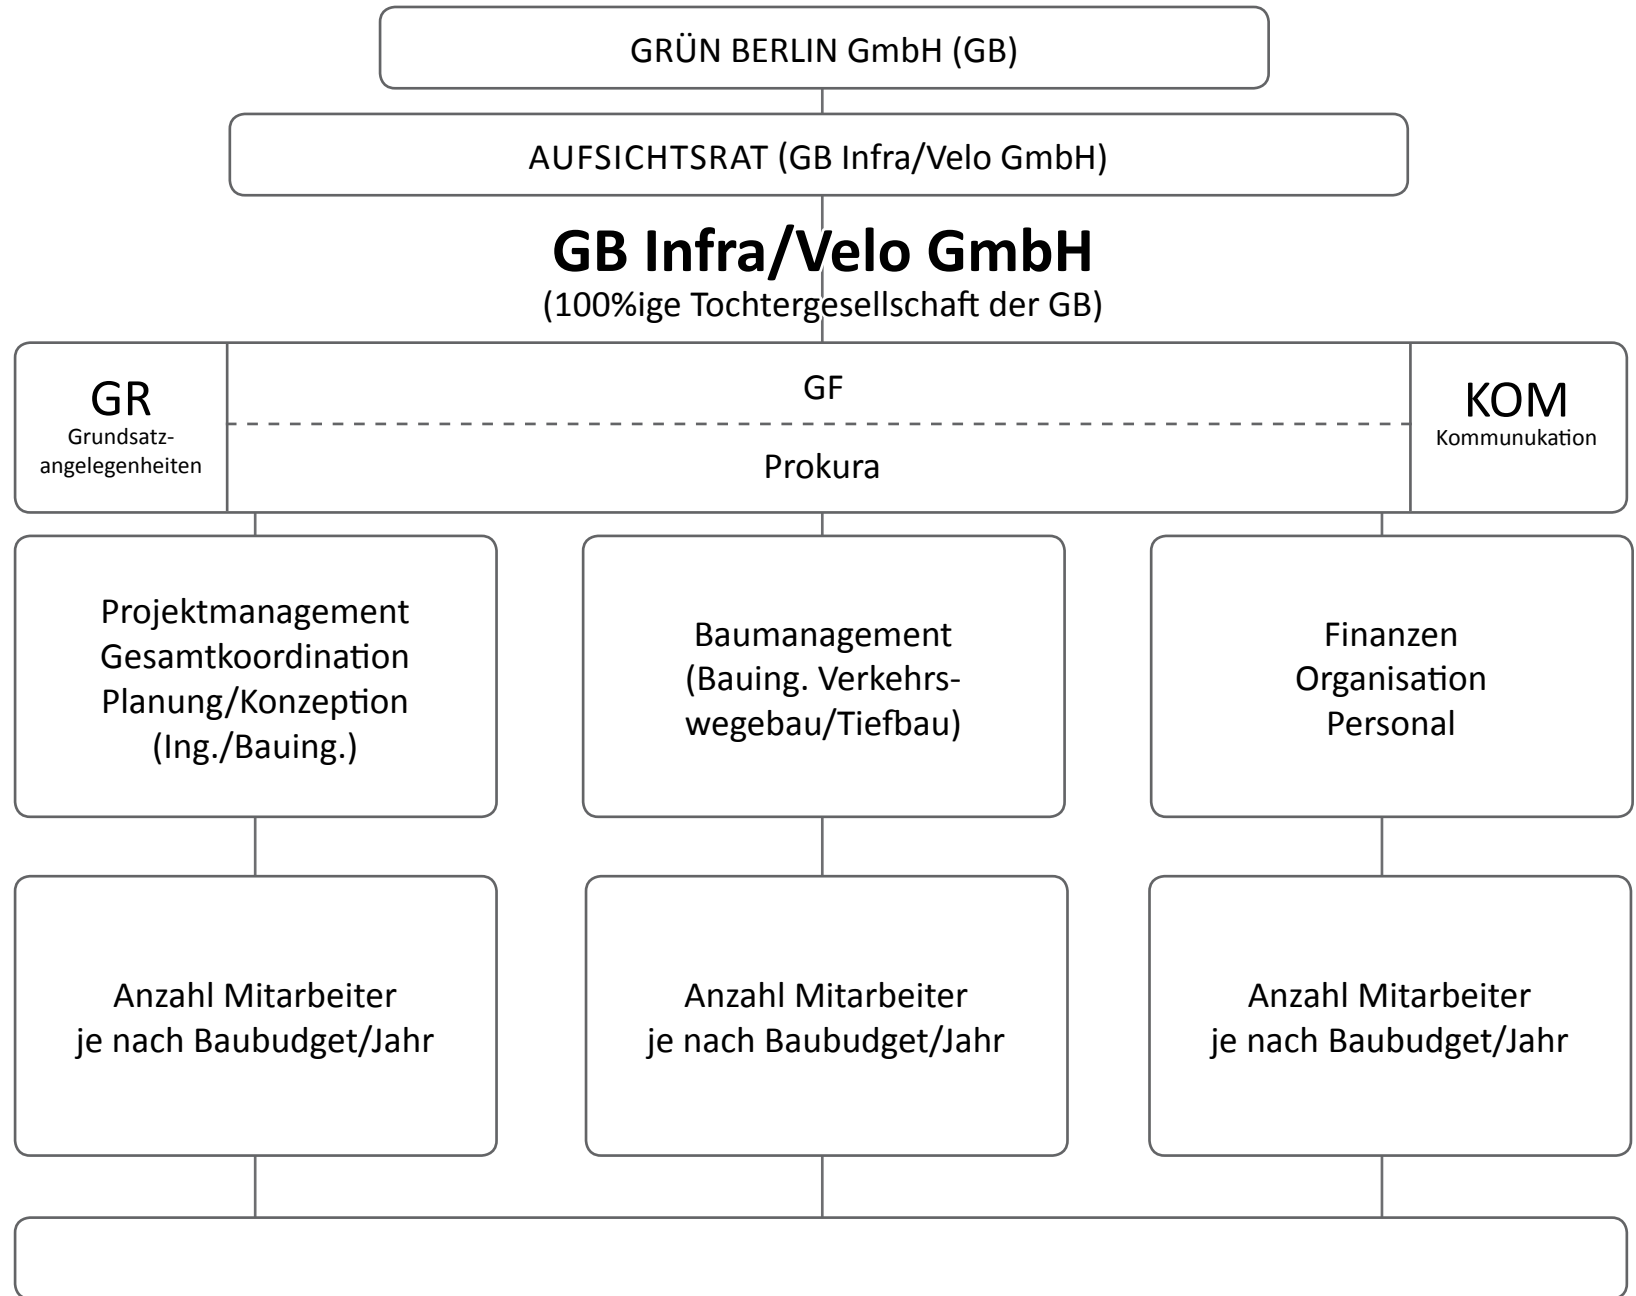 GRÜN BERLIN GmbH (GB)
AUFSICHTSRAT (GB Infra/Velo GmbH)
GB Infra/Velo GmbH
(100%ige Tochtergesellschaft der GB)
GR
Grundsatz-
angelegenheiten
GF
Prokura
KOM
Kommunukation
Projektmanagement
Gesamtkoordination
Planung/Konzeption
(Ing./Bauing.)
Baumanagement
(Bauing. Verkehrs-
wegebau/Tiefbau)
Finanzen
Organisation
Personal
Anzahl Mitarbeiter
je nach Baubudget/Jahr
Anzahl Mitarbeiter
je nach Baubudget/Jahr
Anzahl Mitarbeiter
je nach Baubudget/Jahr